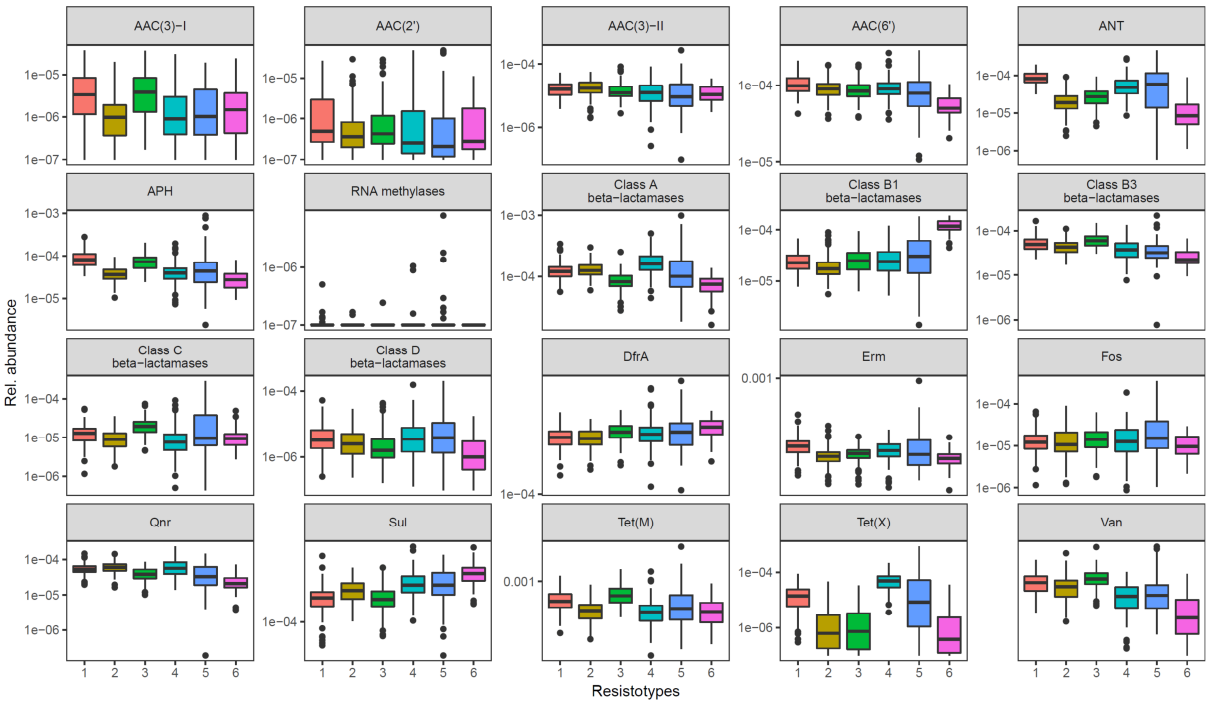 AAC(3)−I
AAC(2')
AAC(3)−II
AAC(6')
ANT
1e−05
1e−06
1e−07
1e−05
1e−06
1e−07
1e−04
1e−06
1e−04
1e−05
1e−04
1e−05
1e−06
APH
RNA methylases
Class A
beta−lactamases
Class B1
beta−lactamases
Class B3
beta−lactamases
1e−03
1e−04
1e−05
1e−06
1e−07
1e−03
1e−04
1e−04
1e−05
1e−04
1e−05
1e−06
Class C
beta−lactamases
Class D
beta−lactamases
DfrA
Erm
Fos
1e−04
1e−05
1e−06
1e−04
1e−06
1e−04
0.001
1e−04
1e−05
1e−06
Qnr
Sul
Tet(M)
Tet(X)
Van
1e−04
1e−05
1e−06
1e−04
0.001
1e−04
1e−06
1 2 3 4 5 6
1 2 3 4 5 6
1 2 3 4 5 6
1 2 3 4 5 6
1 2 3 4 5 6
Rel. abundance
Resistotypes